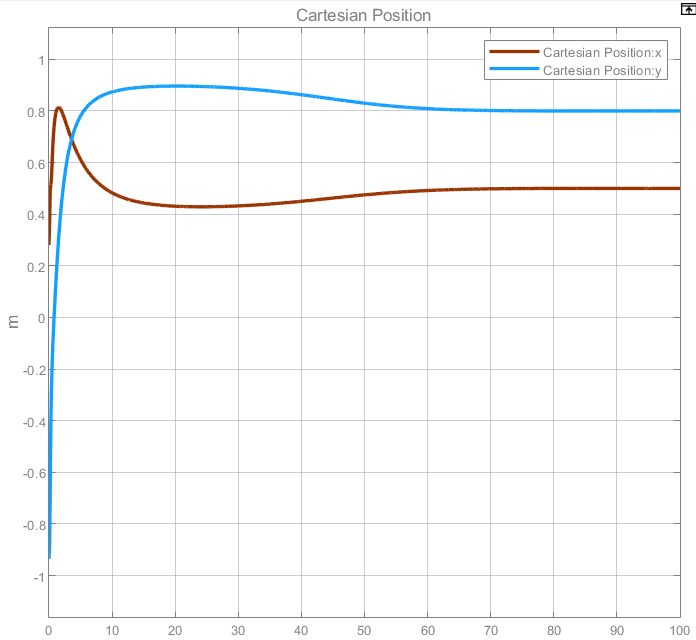 Cartesian Position
Cartesian Position:x
Cartesian Position:y
m
1
0.8
0.6
0.4
0.2
0
-0.2
-0.4
-0.6
-0.8
-1
0 10 20 30 40 50 60 70 80 90 100